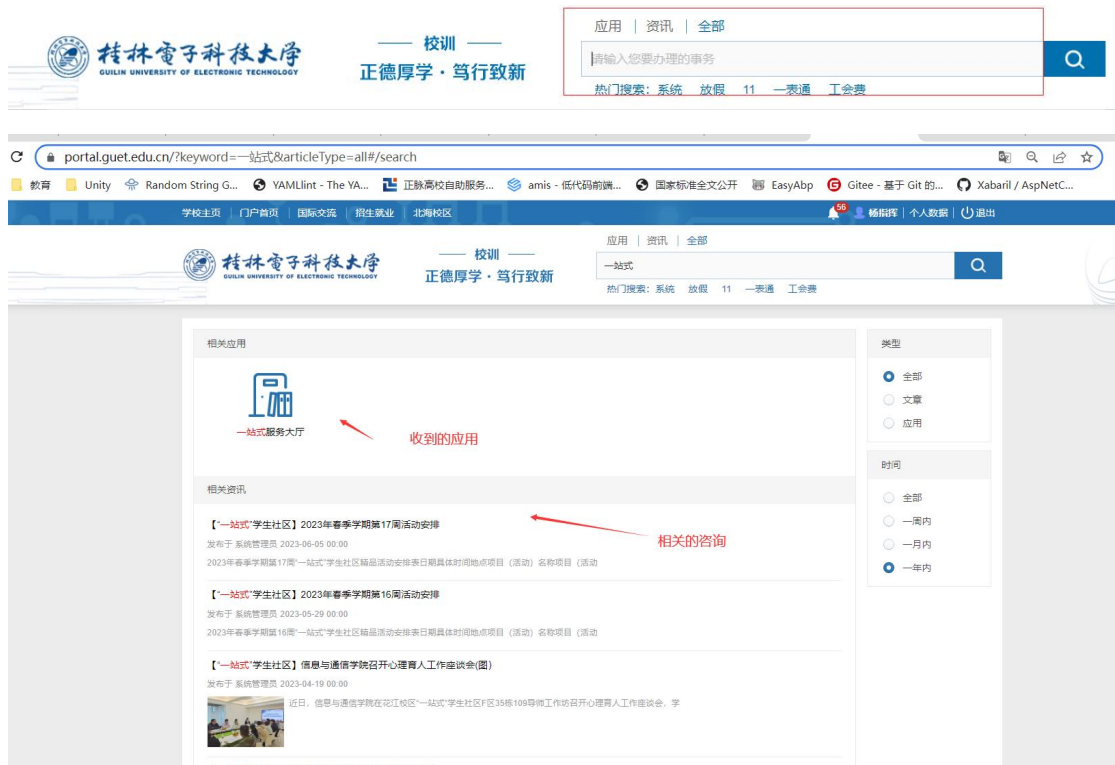 应用 | 资讯 | 全部
桂林電子科技大学
GUILIN UNIVERSITY OF ELECTRONIC TECHNOLOGY
校训
正德厚学·笃行致新
请输入您要办理的事务
热门搜索：系统 放假 11 一表通 工会费
portal.guet.edu.cn/?keyword=一站式&articleType=all#/search
教育 Unity Random String G... YAMLlint - The YA... 正脉高校自助服务... amis - 低代码前端... 国家标准全文公开 EasyAbp Gitee - 基于 Git 的... Xabaril / AspNetC...
学校主页 | 门户首页 | 国际交流 | 招生就业 | 北海校区
56 杨指挥 | 个人数据 | 退出
应用 | 资讯 | 全部
桂林電子科技大学
GUILIN UNIVERSITY OF ELECTRONIC TECHNOLOGY
校训
正德厚学·笃行致新
一站式
热门搜索：系统 放假 11 一表通 工会费
相关应用
一站式服务大厅
收到的应用
相关资讯
【“一站式”学生社区】2023年春季学期第17周活动安排
发布于 系统管理员 2023-06-05 00:00
2023年春季学期第17周“一站式”学生社区精品活动安排表日期具体时间地点项目（活动）名称项目（活动
相关的咨询
【“一站式”学生社区】2023年春季学期第16周活动安排
发布于 系统管理员 2023-05-29 00:00
2023年春季学期第16周“一站式”学生社区精品活动安排表日期具体时间地点项目（活动）名称项目（活动
【“一站式”学生社区】信息与通信学院召开心理育人工作座谈会(图)
发布于 系统管理员 2023-04-19 00:00
近日，信息与通信学院在花江校区“一站式”学生社区F区35栋109导师工作坊召开心理育人工作座谈会，学
类型
全部
文章
应用
时间
全部
一周内
一月内
一年内